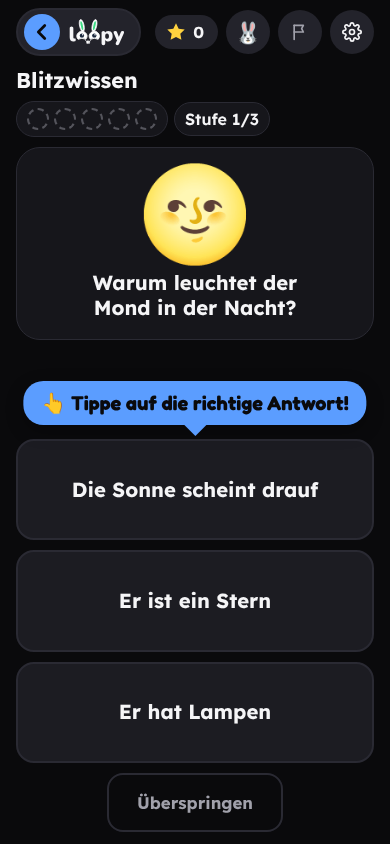 loopy
0
Blitzwissen
Stufe 1/3
Warum leuchtet der
Mond in der Nacht?
Tippe auf die richtige Antwort!
Die Sonne scheint drauf
Er ist ein Stern
Er hat Lampen
Überspringen